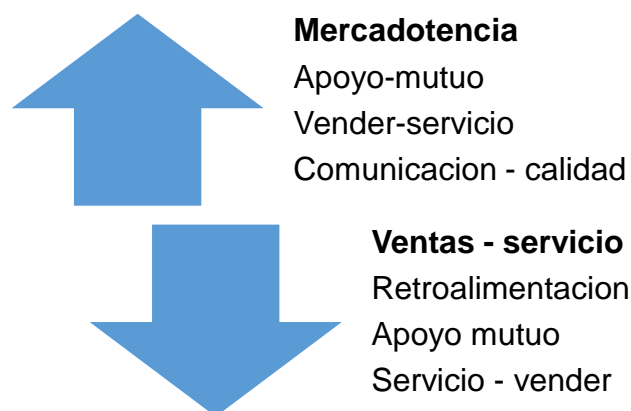 Mercadotencia
Apoyo-mutuo
Vender-servicio
Comunicacion - calidad
Ventas - servicio
Retroalimentacion
Apoyo mutuo
Servicio - vender